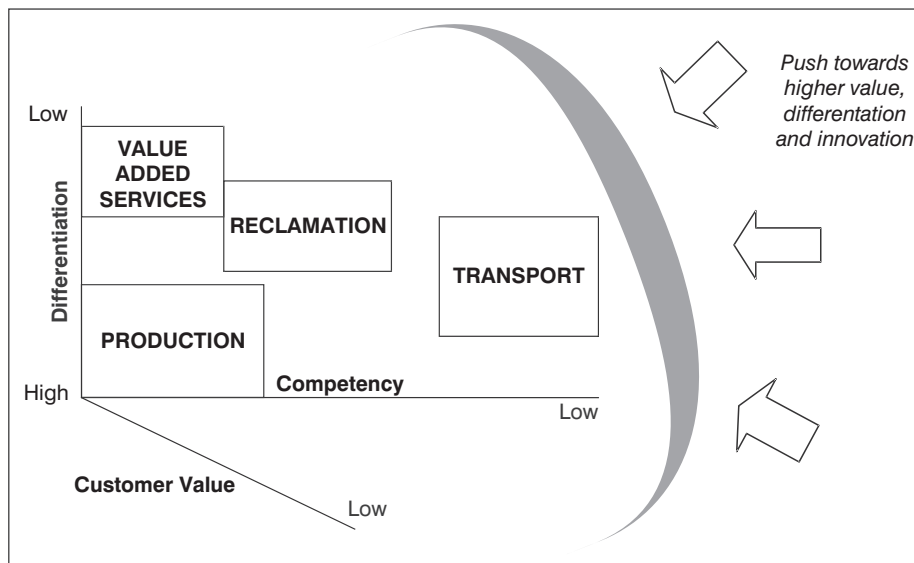 Push towards
higher value,
differentation
and innovation
Low
VALUE
ADDED
SERVICES
RECLAMATION
Differentiation
TRANSPORT
PRODUCTION
Competency
High
Low
Customer Value
Low